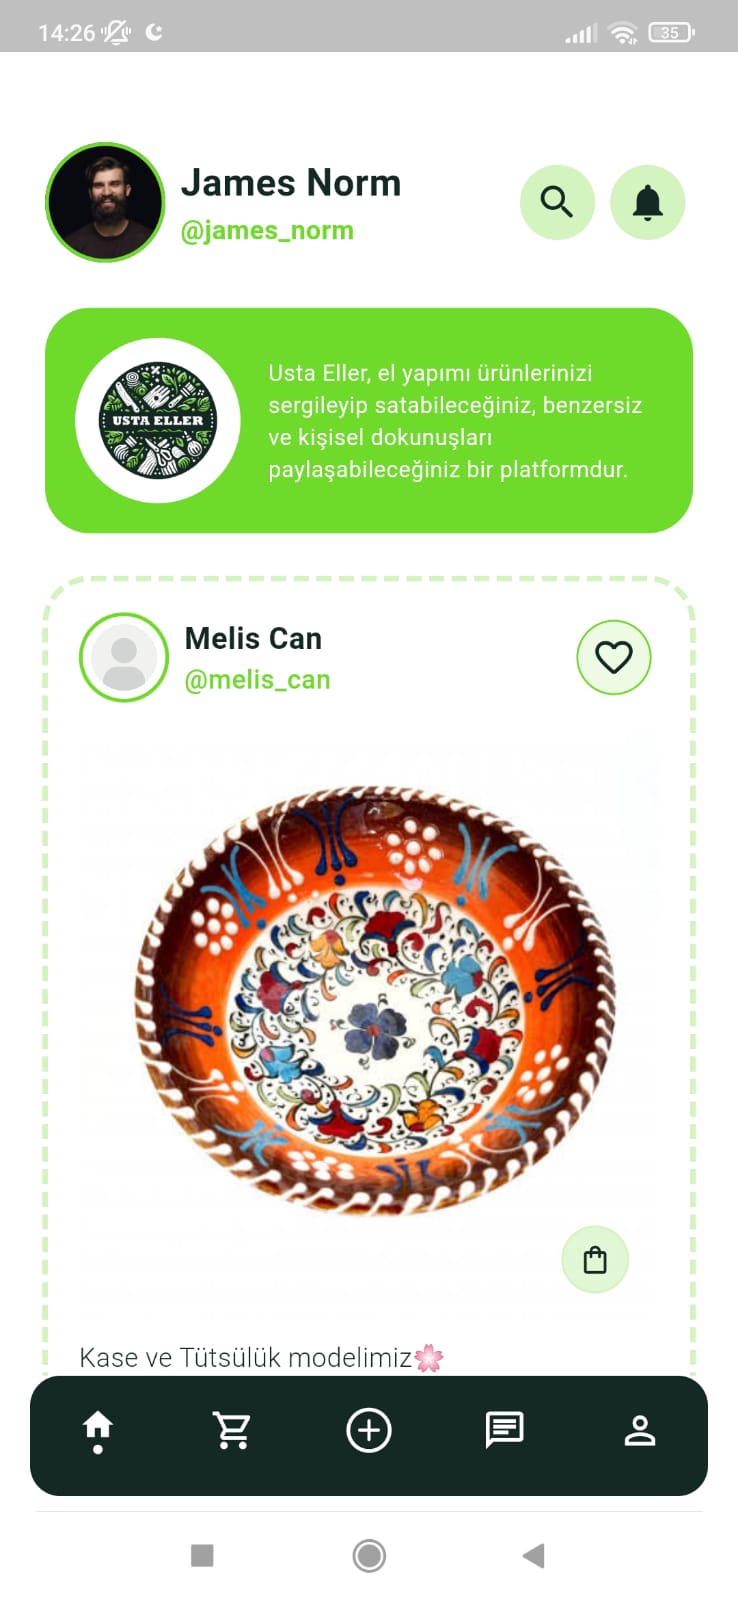 14:26
35
James Norm
@james_norm
USTA ELLER
Usta Eller, el yapımı ürünlerinizi
sergileyip satabileceğiniz, benzersiz
ve kişisel dokunuşları
paylaşabileceğiniz bir platformdur.
Melis Can
@melis_can
Kase ve Tütsülük modelimiz🌸